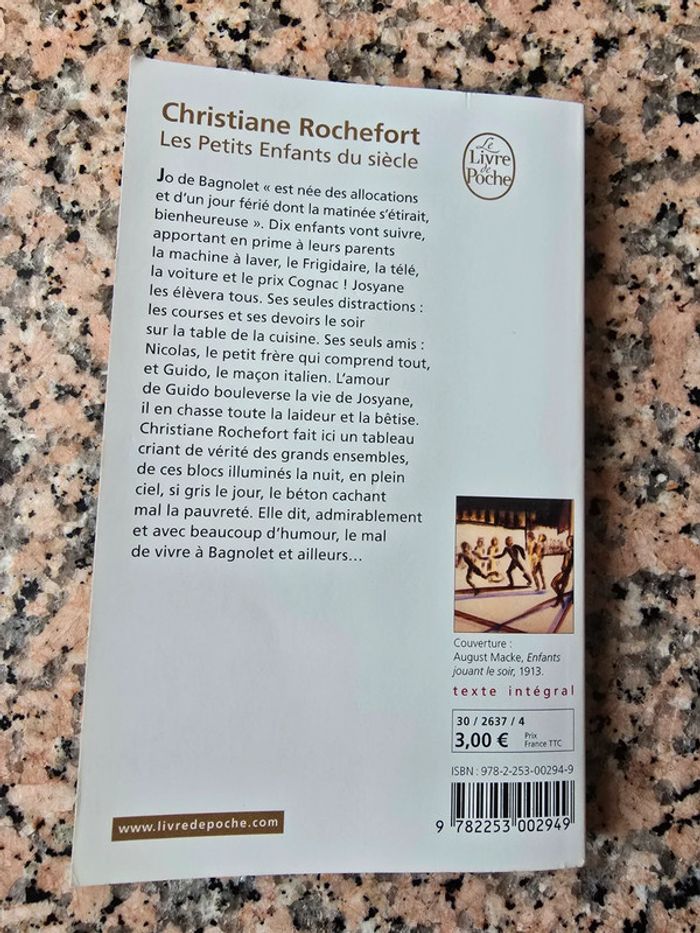 Christiane Rochefort
Les Petits Enfants du siècle
Le
Livre
de
Poche
Jo de Bagnolet « est née des allocations
et d'un jour férié dont la matinée s'étirait,
bienheureuse ». Dix enfants vont suivre,
apportant en prime à leurs parents
la machine à laver, le Frigidaire, la télé,
la voiture et le prix Cognac ! Josyane
les élèvera tous. Ses seules distractions :
les courses et ses devoirs le soir
sur la table de la cuisine. Ses seuls amis :
Nicolas, le petit frère qui comprend tout,
et Guido, le maçon italien. L'amour
de Guido bouleverse la vie de Josyane,
il en chasse toute la laideur et la bêtise.
Christiane Rochefort fait ici un tableau
criant de vérité des grands ensembles,
de ces blocs illuminés la nuit, en plein
ciel, si gris le jour, le béton cachant
mal la pauvreté. Elle dit, admirablement
et avec beaucoup d'humour, le mal
de vivre à Bagnolet et ailleurs...
Couverture :
August Macke, Enfants
jouant le soir, 1913.
texte intégral
30 / 2637 / 4
3,00 € Prix
France TTC
ISBN : 978-2-253-00294-9
9 782253 002949
www.livredepoche.com